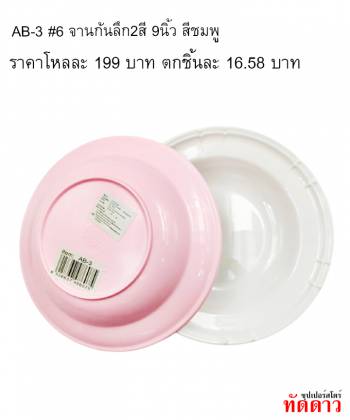 AB-3 #6 จานก้นลึก2สี 9นิ้ว สีชมพู
ราคาโหลละ 199 บาท ตกชิ้นละ 16.58 บาท
Item: AB-3
ซุปเปอร์สโตร์
ทัดดาว